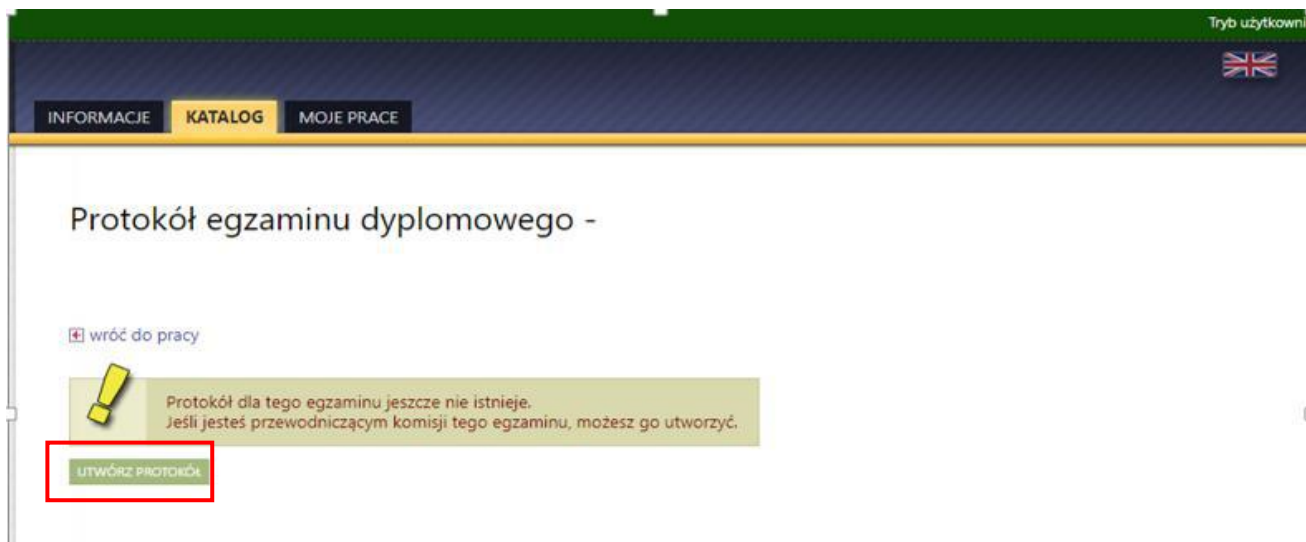 Tryb użytkowni
INFORMACJE KATALOG MOJE PRACE
Protokół egzaminu dyplomowego -
wróć do pracy
Protokół dla tego egzaminu jeszcze nie istnieje.
Jeśli jesteś przewodniczącym komisji tego egzaminu, możesz go utworzyć.
UTWÓRZ PROTOKÓŁ